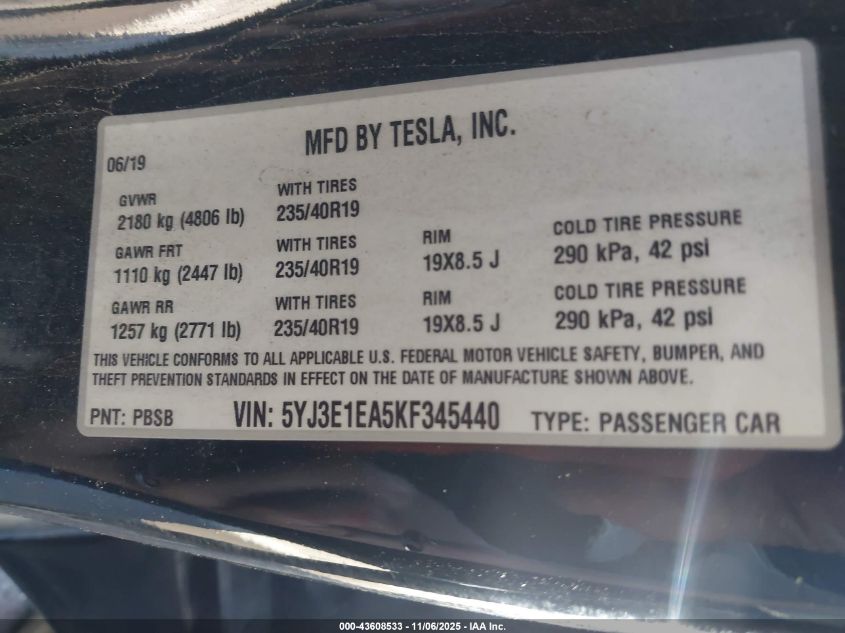 MFD BY TESLA, INC.
06/19
GVWR WITH TIRES
2180 kg (4806 lb) 235/40R19
GAWR FRT WITH TIRES RIM COLD TIRE PRESSURE
1110 kg (2447 lb) 235/40R19 19X8.5 J 290 kPa, 42 psi
GAWR RR WITH TIRES RIM COLD TIRE PRESSURE
1257 kg (2771 lb) 235/40R19 19X8.5 J 290 kPa, 42 psi
THIS VEHICLE CONFORMS TO ALL APPLICABLE U.S. FEDERAL MOTOR VEHICLE SAFETY, BUMPER, AND
THEFT PREVENTION STANDARDS IN EFFECT ON THE DATE OF MANUFACTURE SHOWN ABOVE.
PNT: PBSB VIN: 5YJ3E1EA5KF345440 TYPE: PASSENGER CAR
000-43608533 - 11/06/2025 - IAA Inc.